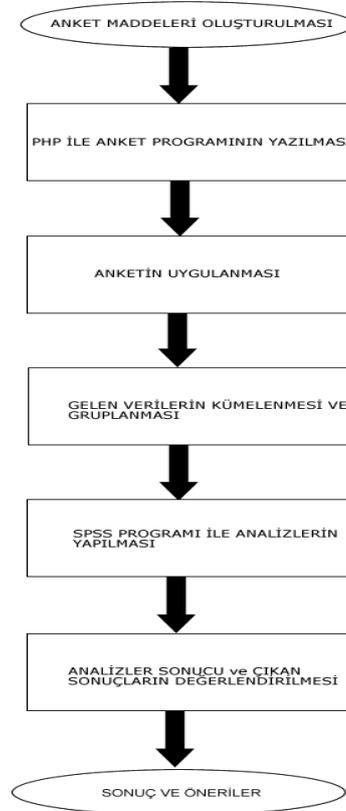 ANKET MADDELERİ OLUŞTURULMASI
PHP İLE ANKET PROGRAMININ YAZILMAS
ANKETİN UYGULANMASI
GELEN VERİLERİN KÜMELENMESİ VE
GRUPLANMASI
SPSS PROGRAMI İLE ANALİZLERİN
YAPILMASI
ANALİZLER SONUCU ve ÇIKAN
SONUÇLARIN DEĞERLENDİRİLMESİ
SONUÇ VE ÖNERİLER